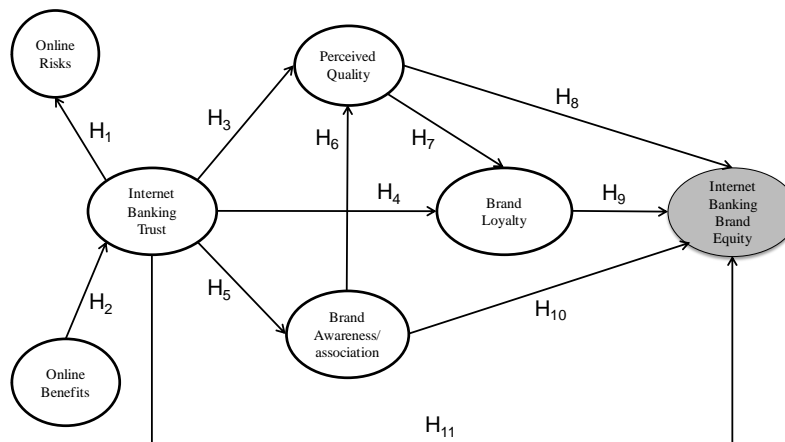 Online
Risks
Perceived
Quality
H8
H1
H3
H6
H7
Internet
Banking
Trust
H4
Brand
Loyalty
H9
Internet
Banking
Brand
Equity
H2
H5
Brand
Awareness/
association
H10
Online
Benefits
H11